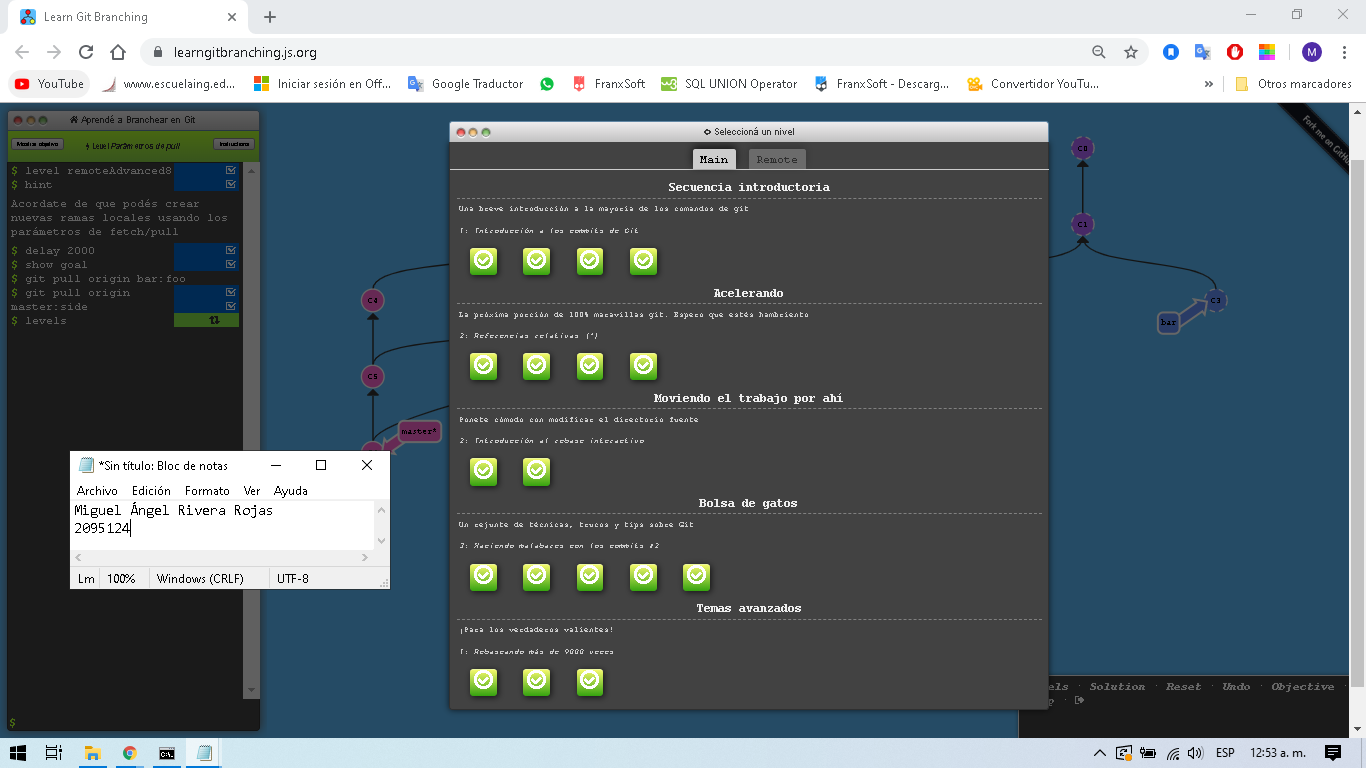 Learn Git Branching
learngitbranching.js.org
M
YouTube
www.escuelaing.ed...
Iniciar sesión en Off...
Google Traductor
FranxSoft
SQL UNION Operator
FranxSoft - Descarg...
Convertidor YouTu...
»
Otros marcadores
Aprendé a Branchear en Git
Mostrar objetivo
Level Parámetros de pull
Instructions
$ level remoteAdvanced8
$ hint
Acordate de que podés crear
nuevas ramas locales usando los
parámetros de fetch/pull
$ delay 2000
$ show goal
$ git pull origin bar:foo
$ git pull origin
master:side
$ levels
$
Seleccioná un nivel
Main
Remote
Secuencia introductoria
Una breve introducción a la mayoría de los comandos de git
1: Introducción a los commits de Git
Acelerando
La próxima porción de 100% maravillas git. Espero que estés hambriento
2: Referencias relativas (^)
Moviendo el trabajo por ahí
Ponete cómodo con modificar el directorio fuente
2: Introducción al rebase interactivo
Bolsa de gatos
Un rejunte de técnicas, trucos y tips sobre Git
3: Haciendo malabares con los commits #2
Temas avanzados
¡Para los verdaderos valientes!
1: Rebaseando más de 9000 veces
C4
C5
master*
C0
C1
C3
bar
Fork me on GitHub
els · Solution · Reset · Undo · Objective ·
p ·
*Sin título: Bloc de notas
Archivo Edición Formato Ver Ayuda
Miguel Ángel Rivera Rojas
2095124
Lm
100%
Windows (CRLF)
UTF-8
ESP
12:53 a. m.